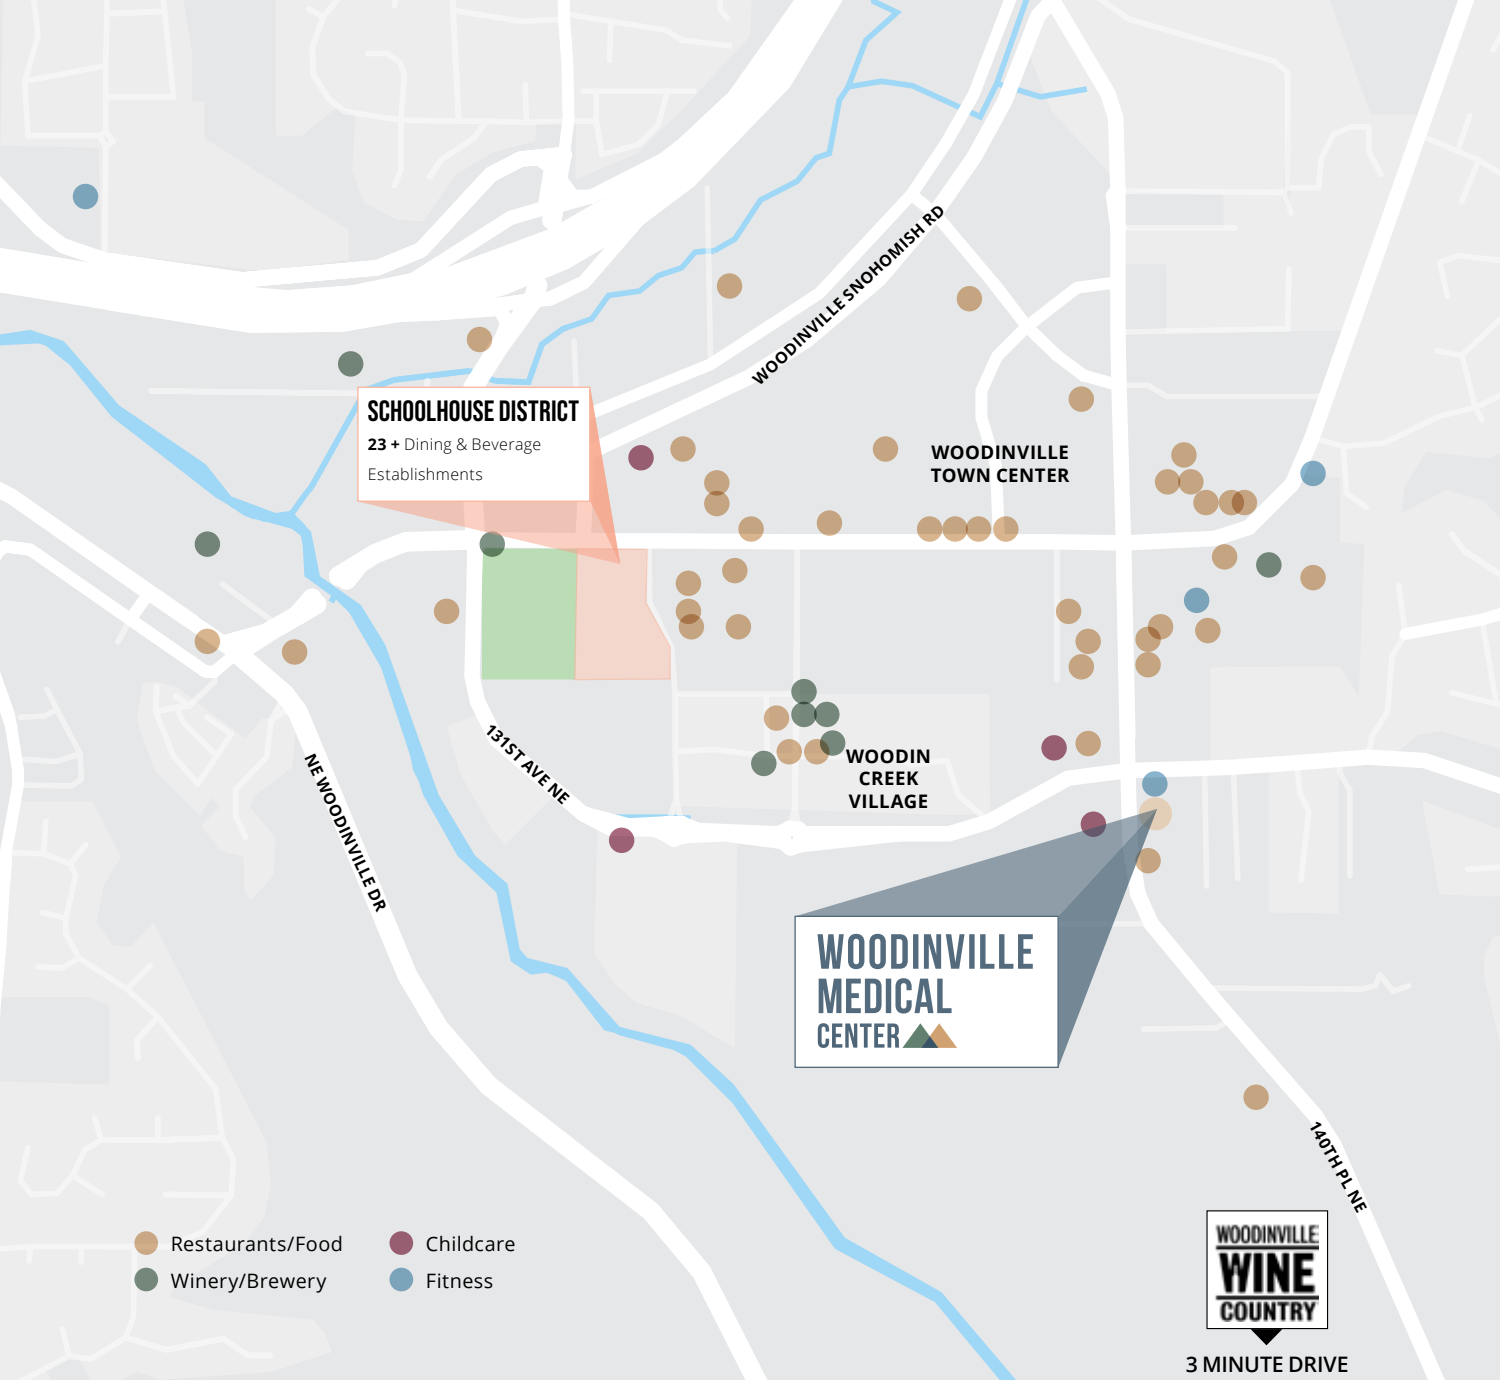 WOODINVILLE SNOHOMISH RD
SCHOOLHOUSE DISTRICT
23 + Dining & Beverage
Establishments
WOODINVILLE
TOWN CENTER
131ST AVE NE
WOODIN
CREEK
VILLAGE
NE WOODINVILLE DR
WOODINVILLE
MEDICAL
CENTER
140TH PL NE
Restaurants/Food
Childcare
Winery/Brewery
Fitness
WOODINVILLE
WINE
COUNTRY
3 MINUTE DRIVE